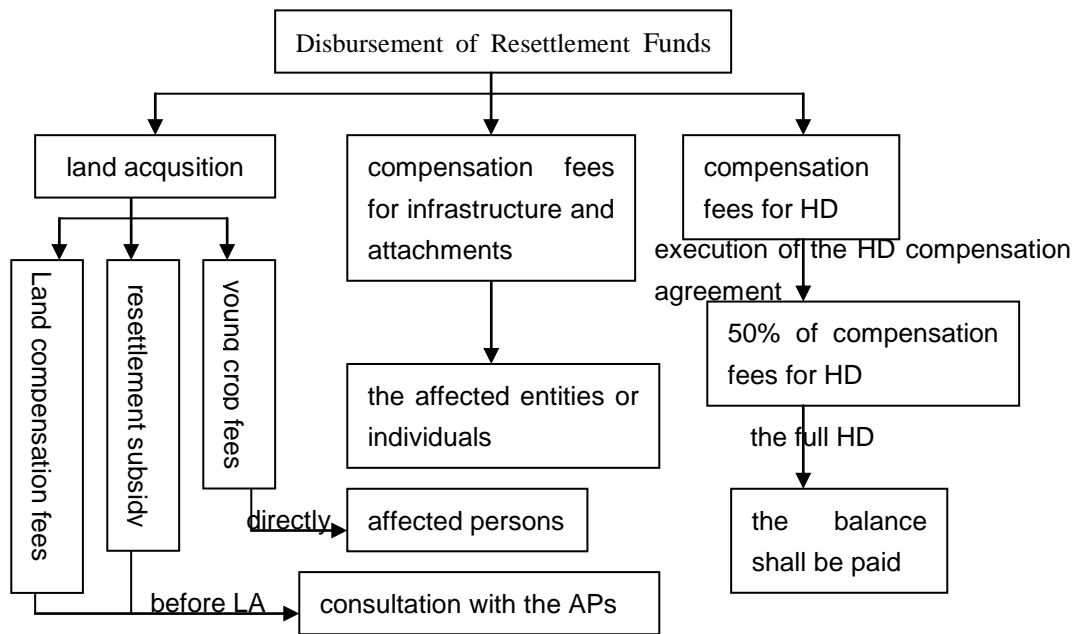 Disbursement of Resettlement Funds
land acqusition
compensation fees
for infrastructure and
attachments
compensation
fees for HD
execution of the HD compensation
agreement
Land compensation fees
resettlement subsidy
young crop fees
50% of compensation
fees for HD
the affected entities or
individuals
the full HD
directly
affected persons
the balance
shall be paid
before LA
consultation with the APs